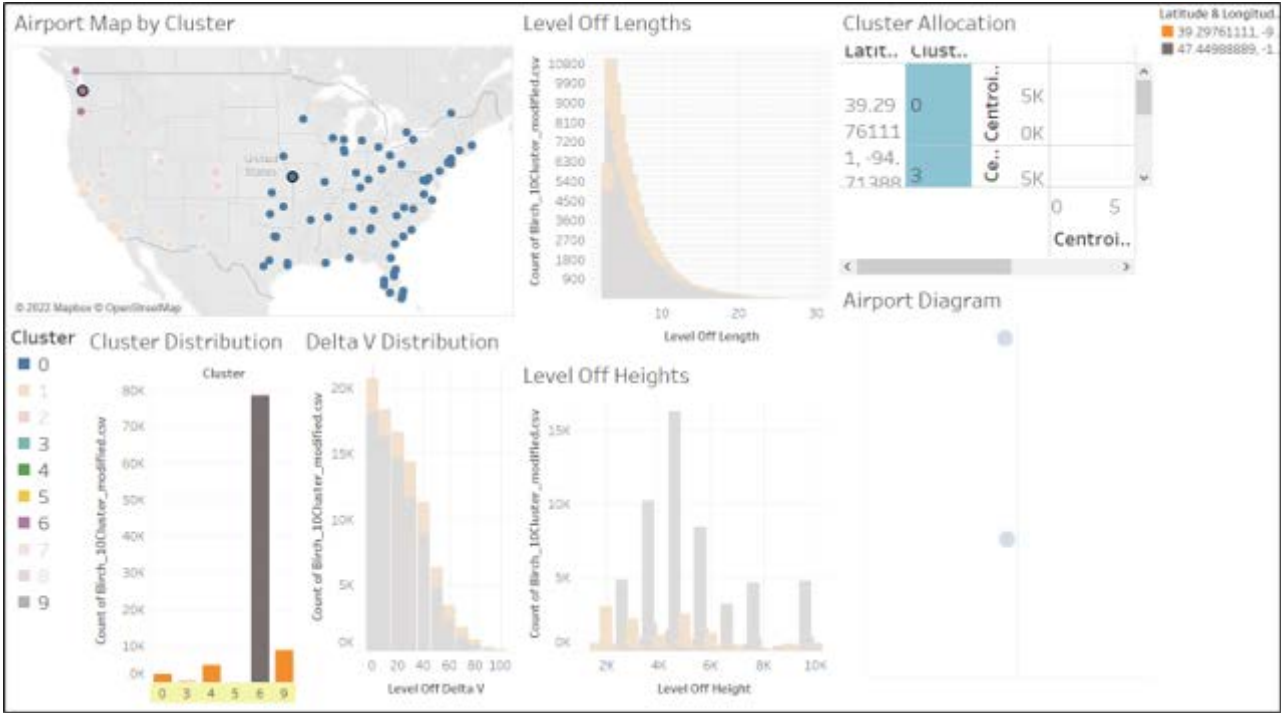 Airport Map by Cluster
United
States
© 2022 Mapbox © OpenStreetMap
Level Off Lengths
Count of Birch_10Cluster_modified.csv
10800
9900
9000
8100
7200
6300
5400
4500
3600
2700
1800
900
10
20
30
Level Off Length
Cluster Allocation
Latit.. Clust..
39.29
76111
1, -94.
71388
0
3
Centroi..
Ce..
5K
0K
5K
0
5
Centroi..
Latitude & Longitud..
39.29761111, -9..
47.44988889, -1..
Cluster
0
1
2
3
4
5
6
7
8
9
Cluster Distribution
Cluster
Count of Birch_10Cluster_modified.csv
80K
70K
60K
50K
40K
30K
20K
10K
0K
0 3 4 5 6 9
Delta V Distribution
Count of Birch_10Cluster_modified.csv
20K
15K
10K
5K
0K
0 20 40 60 80 100
Level Off Delta V
Level Off Heights
Count of Birch_10Cluster_modified.csv
15K
10K
5K
0K
2K 4K 6K 8K 10K
Level Off Height
Airport Diagram